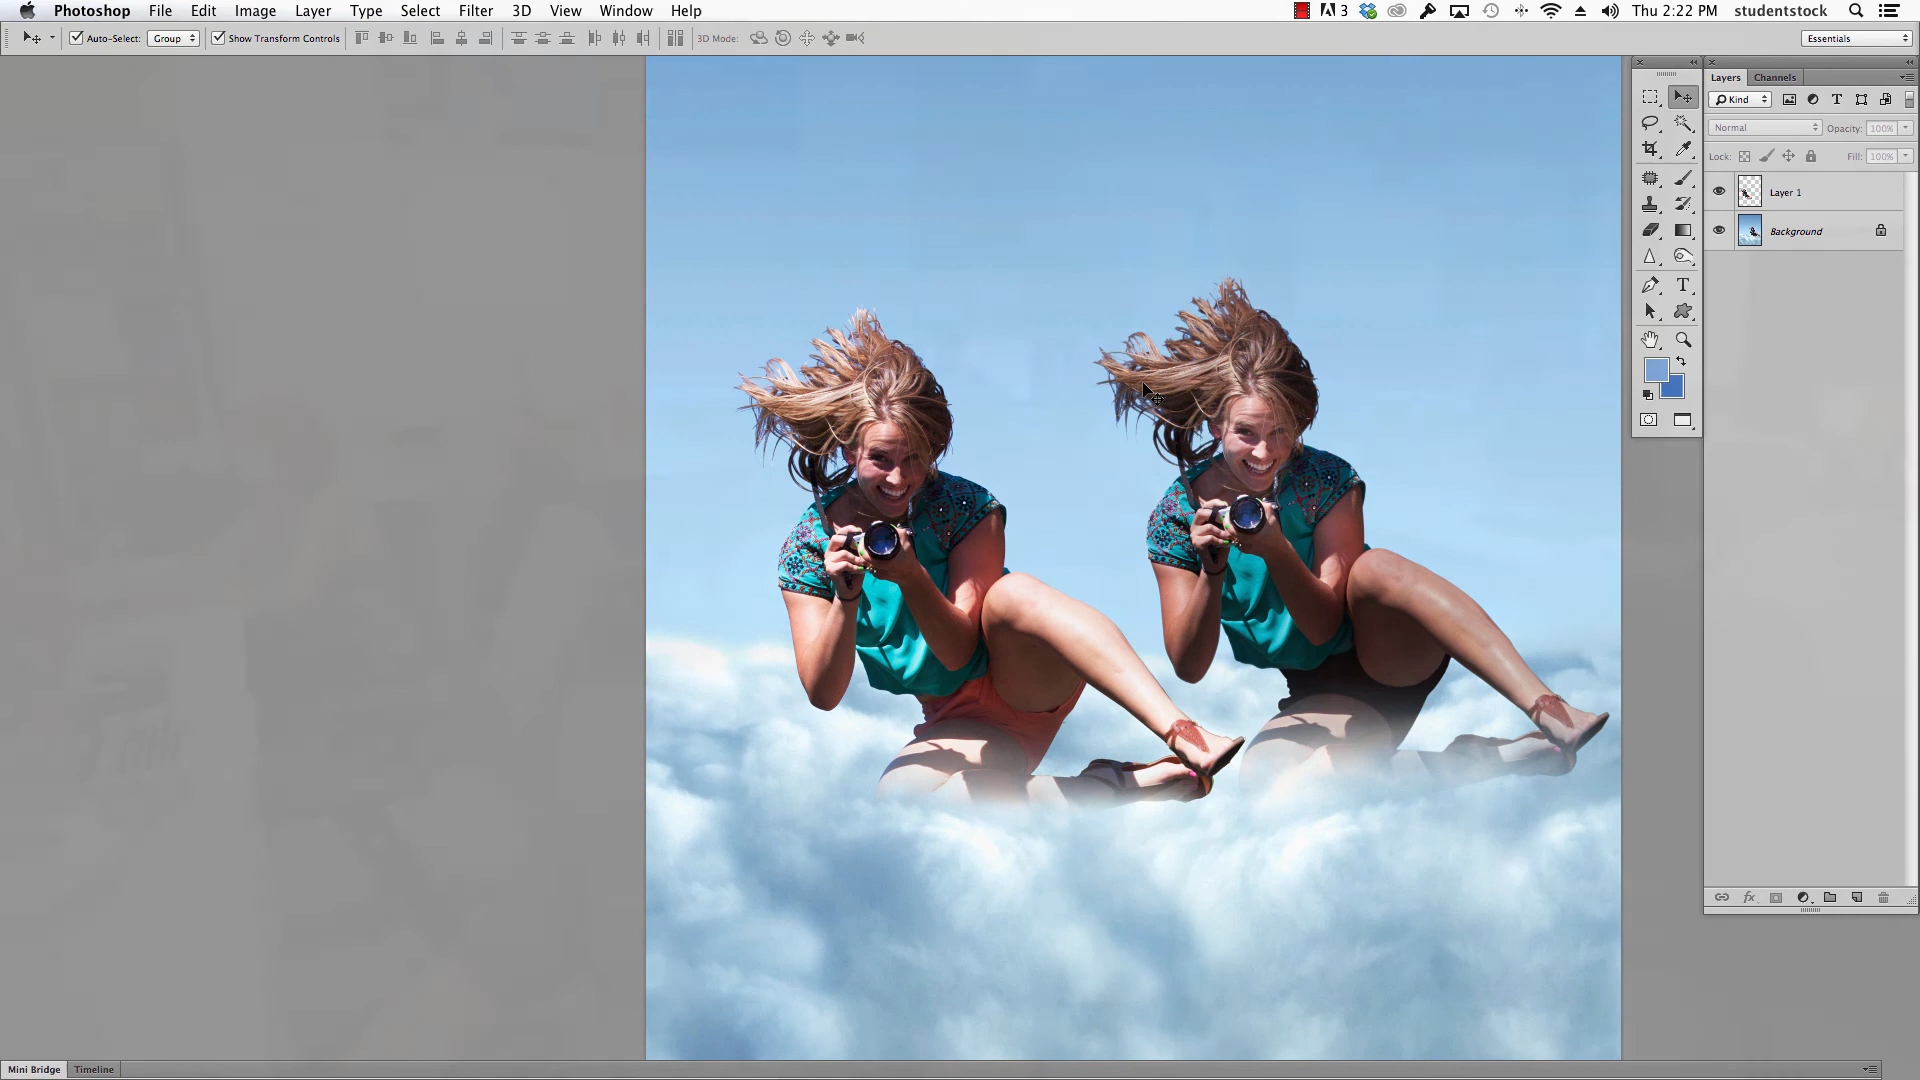 Photoshop File Edit Image Layer Type Select Filter 3D View Window Help 3 Thu 2:22 PM studentstock
Auto-Select: Group Show Transform Controls 3D Mode: Essentials
Layers Channels
Kind
Normal Opacity: 100%
Lock: Fill: 100%
Layer 1
Background
Mini Bridge Timeline